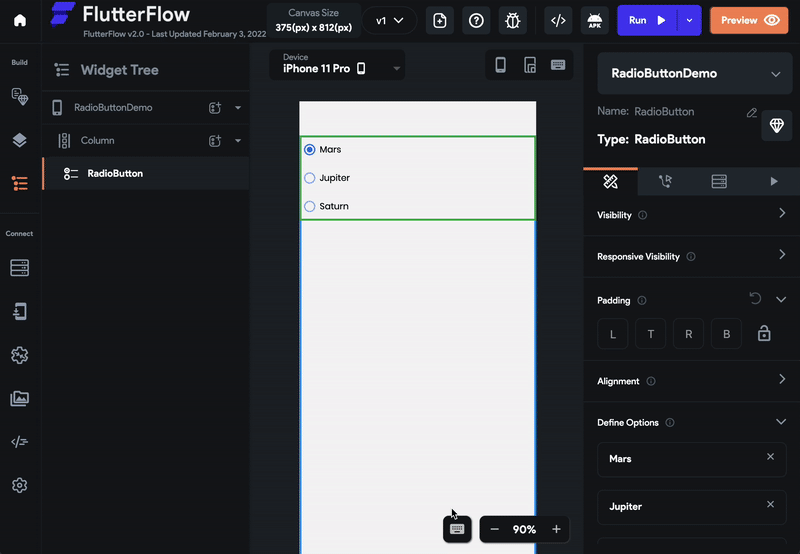 FlutterFlow
FlutterFlow v2.0 - Last Updated February 3, 2022
Canvas Size
375(px) x 812(px)
v1
APK
Run
Preview
Build
Widget Tree
Device
iPhone 11 Pro
RadioButtonDemo
Name: RadioButton
Type: RadioButton
RadioButtonDemo
Column
RadioButton
Mars
Jupiter
Saturn
Connect
Visibility
Responsive Visibility
Padding
L T R B
Alignment
Define Options
Mars
Jupiter
90%